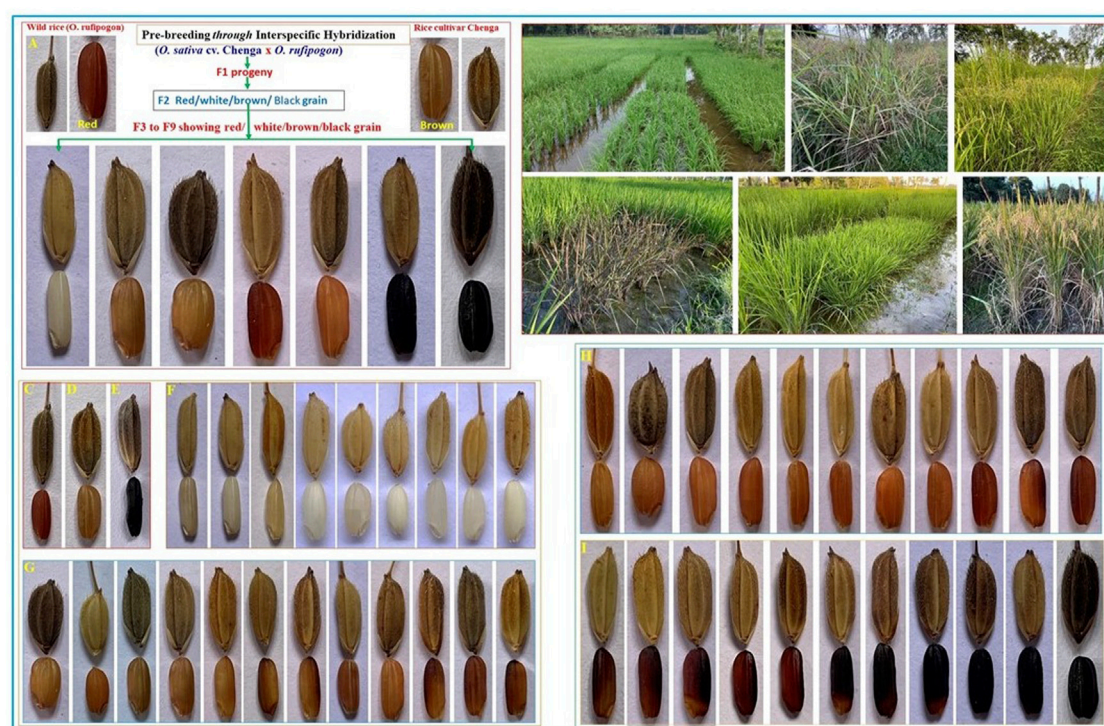 Wild rice (O. rufipogon)
Pre-breeding through Interspecific Hybridization
Rice cultivar Chenga
A
(O. sativa cv. Chenga x O. rufipogon)
F1 progeny
F2 Red/white/brown/ Black grain
Red
Brown
F3 to F9 showing red/ white/brown/black grain
C
D
E
F
H
G
I